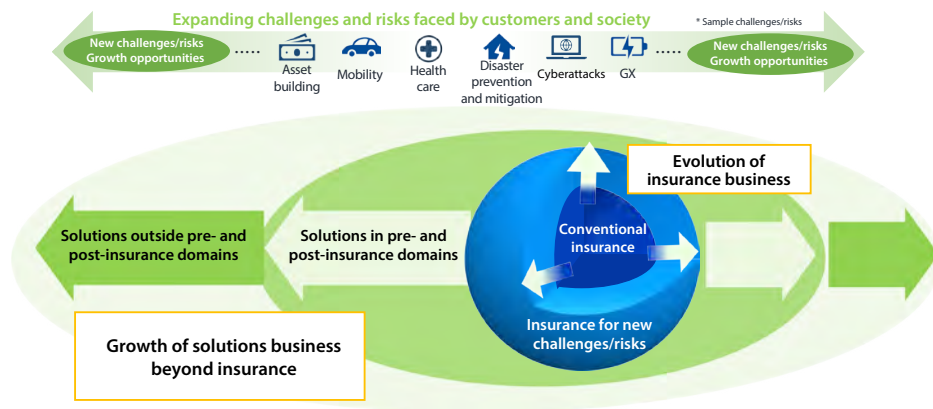 Expanding challenges and risks faced by customers and society
* Sample challenges/risks
New challenges/risks
Growth opportunities
.....
Asset
building
Mobility
Health
care
Disaster
prevention
and mitigation
Cyberattacks
GX
.....
New challenges/risks
Growth opportunities
Evolution of
insurance business
Solutions outside pre- and
post-insurance domains
Solutions in pre- and
post-insurance domains
Conventional
insurance
Insurance for new
challenges/risks
Growth of solutions business
beyond insurance